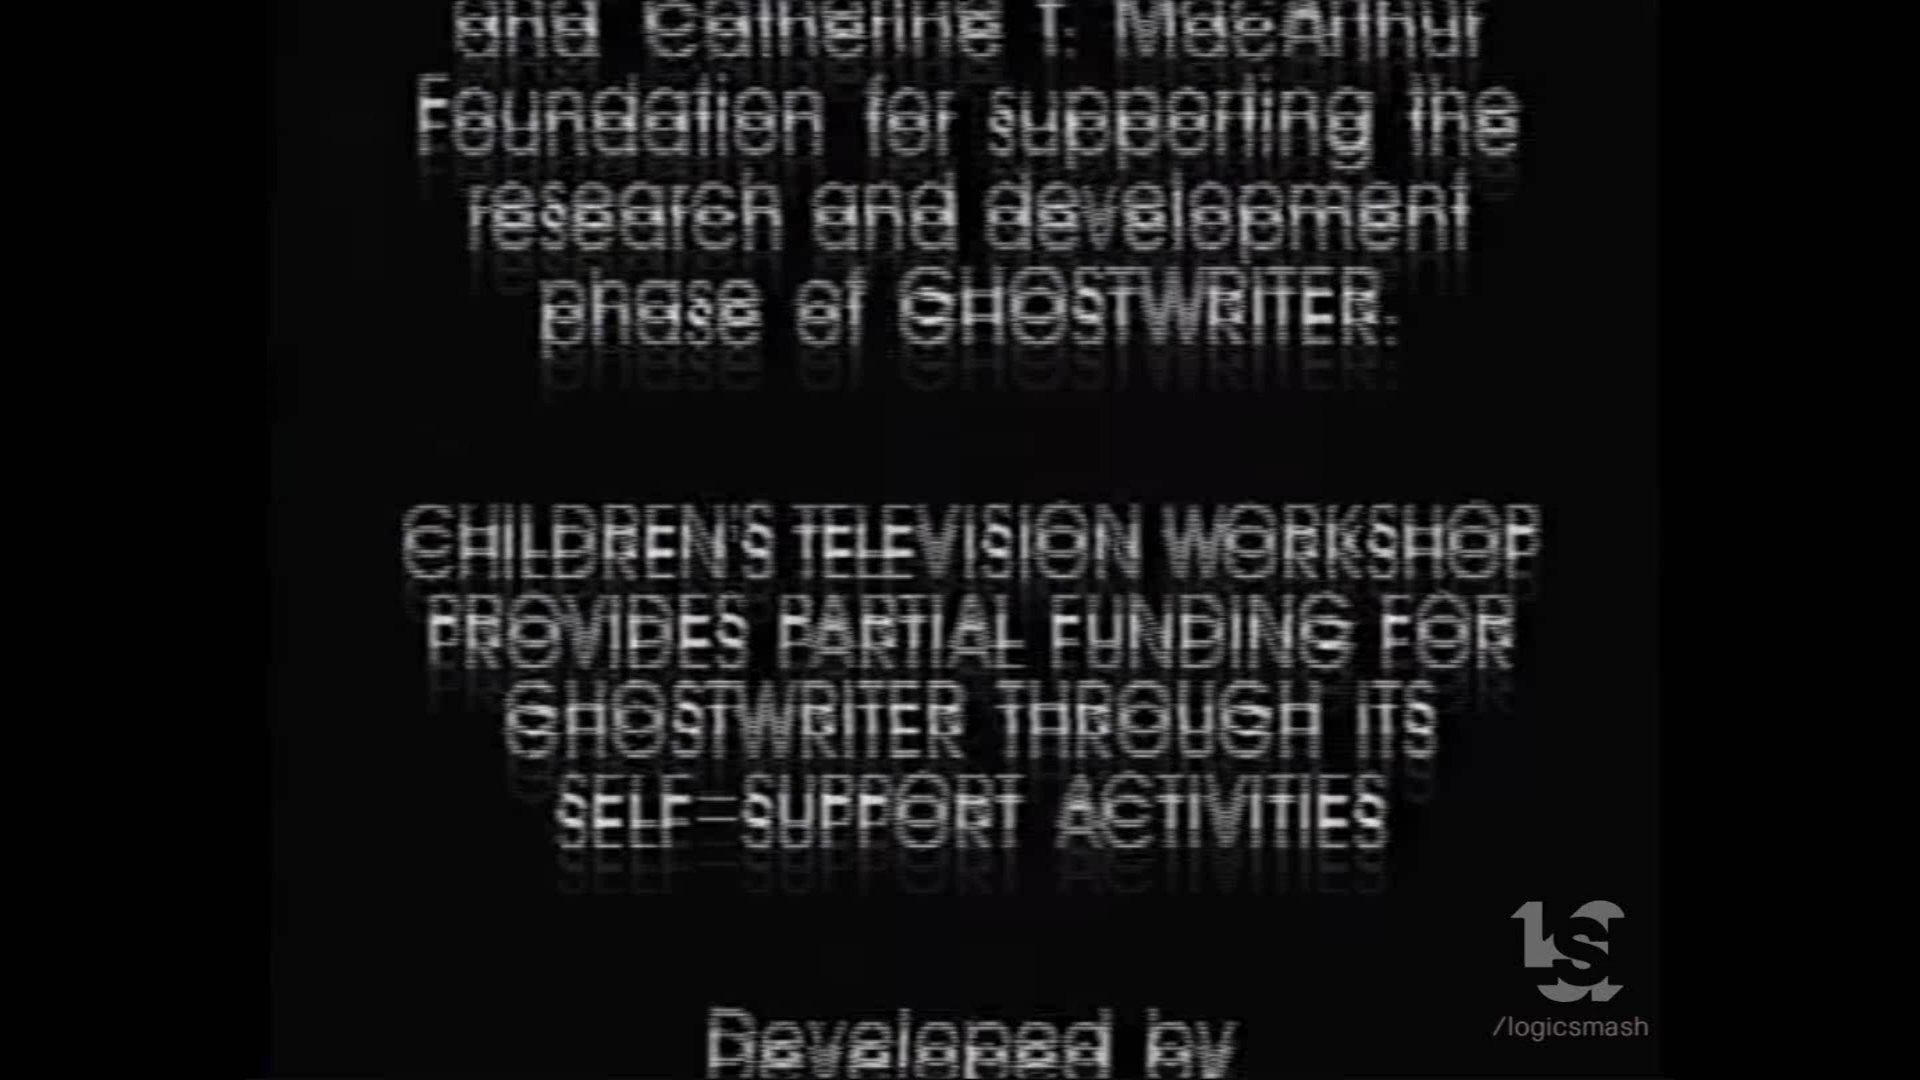 and Catherine T. MacArthur
Foundation for supporting the
research and development
phase of GHOSTWRITER.
CHILDREN'S TELEVISION WORKSHOP
PROVIDES PARTIAL FUNDING FOR
GHOSTWRITER THROUGH ITS
SELF-SUPPORT ACTIVITIES
Developed by
/logicsmash